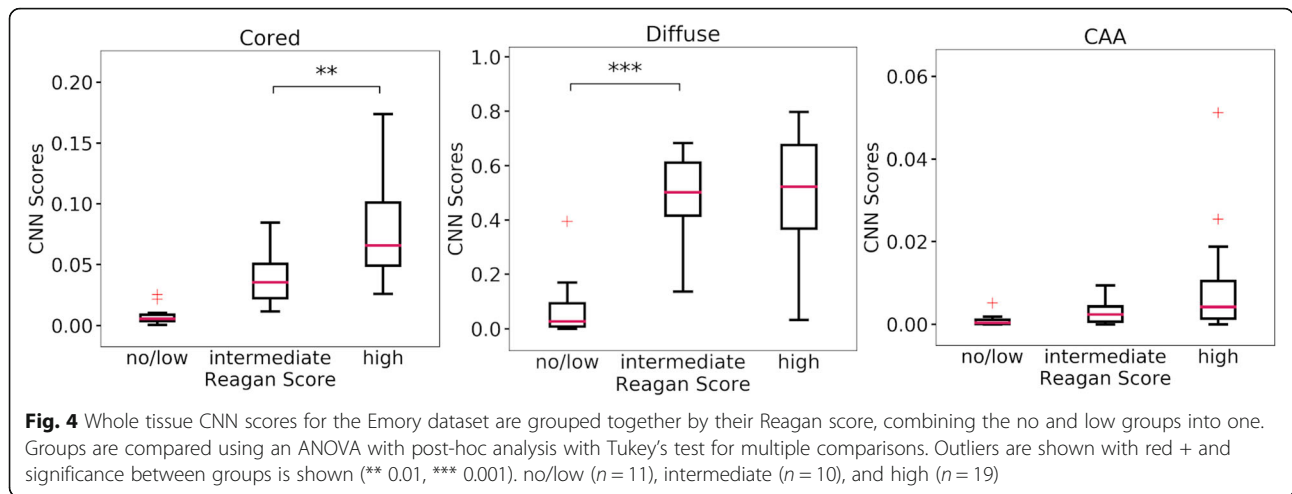 Cored
**
0.20
0.15
0.10
0.05
0.00
CNN Scores
no/low intermediate high
Reagan Score
Diffuse
***
1.0
0.8
0.6
0.4
0.2
0.0
CNN Scores
no/low intermediate high
Reagan Score
CAA
0.06
0.04
0.02
0.00
CNN Scores
no/low intermediate high
Reagan Score
Fig. 4 Whole tissue CNN scores for the Emory dataset are grouped together by their Reagan score, combining the no and low groups into one.
Groups are compared using an ANOVA with post-hoc analysis with Tukey's test for multiple comparisons. Outliers are shown with red + and
significance between groups is shown (** 0.01, *** 0.001). no/low (n = 11), intermediate (n = 10), and high (n = 19)